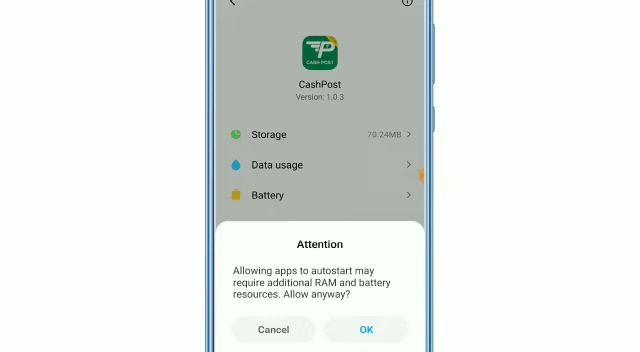 CASH POST
CashPost
Version: 1.0.3
Storage 70.24MB
Data usage
Battery
Attention
Allowing apps to autostart may
require additional RAM and battery
resources. Allow anyway?
Cancel OK